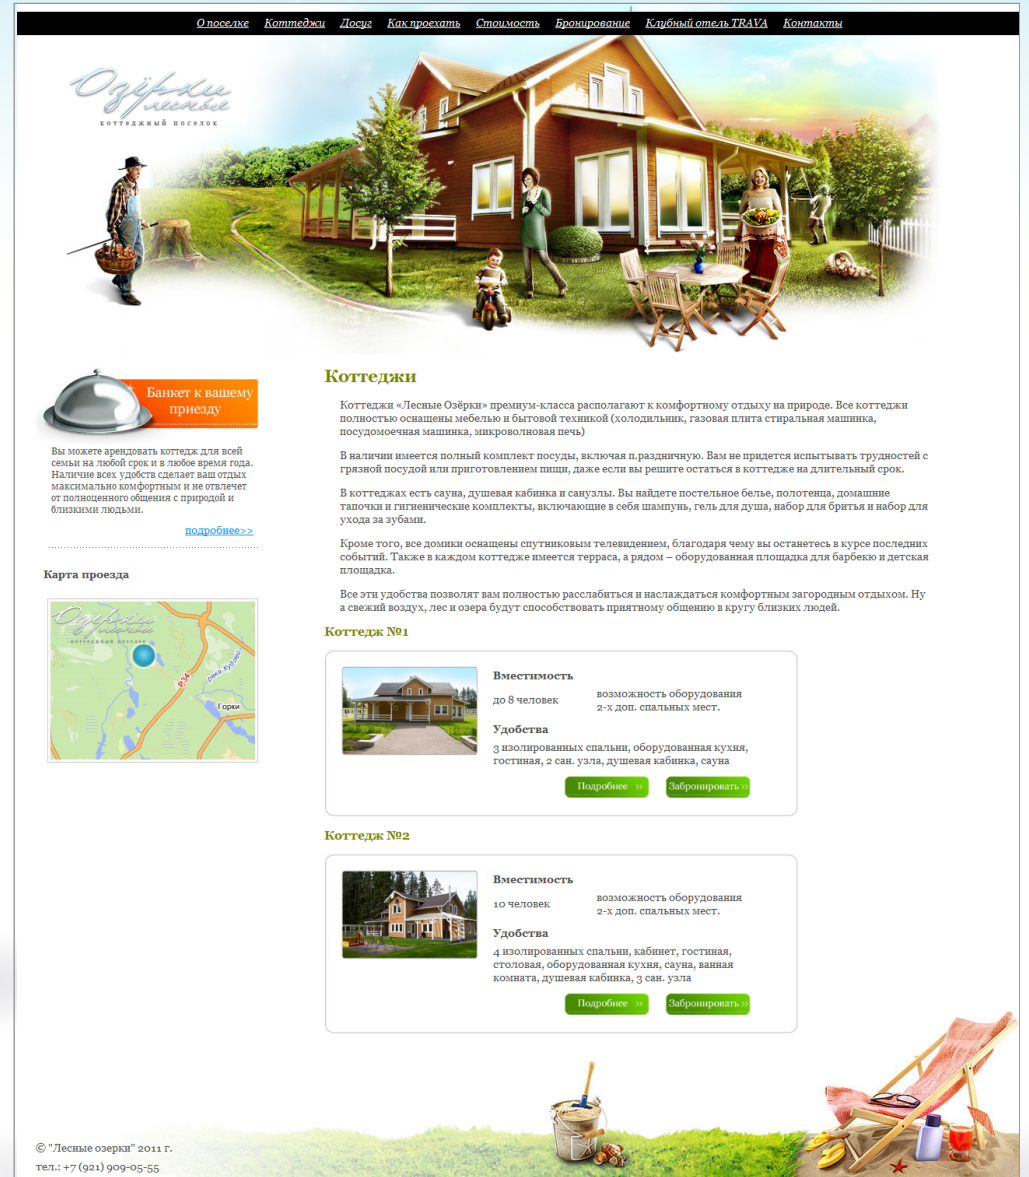 О поселке Коттеджи Досуг Как проехать Стоимость Бронирование Клубный отель TRAVA Контакты
Озёрки
лесные
коттеджный поселок
Банкет к вашему
приезду
Вы можете арендовать коттедж для всей
семьи на любой срок и в любое время года.
Наличие всех удобств сделает ваш отдых
максимально комфортным и не отвлечет
от полноценного общения с природой и
близкими людьми.
подробнее>>
Карта проезда
Озёрки
лесные
коттеджный поселок
P34
река Худлей
Горки
Коттеджи
Коттеджи «Лесные Озёрки» премиум-класса располагают к комфортному отдыху на природе. Все коттеджи
полностью оснащены мебелью и бытовой техникой (холодильник, газовая плита стиральная машинка,
посудомоечная машинка, микроволновая печь)
В наличии имеется полный комплект посуды, включая п.раздничную. Вам не придется испытывать трудностей с
грязной посудой или приготовлением пищи, даже если вы решите остаться в коттедже на длительный срок.
В коттеджах есть сауна, душевая кабинка и санузлы. Вы найдете постельное белье, полотенца, домашние
тапочки и гигиенические комплекты, включающие в себя шампунь, гель для душа, набор для бритья и набор для
ухода за зубами.
Кроме того, все домики оснащены спутниковым телевидением, благодаря чему вы останетесь в курсе последних
событий. Также в каждом коттедже имеется терраса, а рядом – оборудованная площадка для барбекю и детская
площадка.
Все эти удобства позволят вам полностью расслабиться и наслаждаться комфортным загородным отдыхом. Ну
а свежий воздух, лес и озера будут способствовать приятному общению в кругу близких людей.
Коттедж №1
Вместимость
до 8 человек
возможность оборудования
2-х доп. спальных мест.
Удобства
3 изолированных спальни, оборудованная кухня,
гостиная, 2 сан. узла, душевая кабинка, сауна
Подробнее >> Забронировать >>
Коттедж №2
Вместимость
10 человек
возможность оборудования
2-х доп. спальных мест.
Удобства
4 изолированных спальни, кабинет, гостиная,
столовая, оборудованная кухня, сауна, ванная
комната, душевая кабинка, 3 сан. узла
Подробнее >> Забронировать >>
© "Лесные озерки" 2011 г.
тел.: +7 (921) 909-05-55